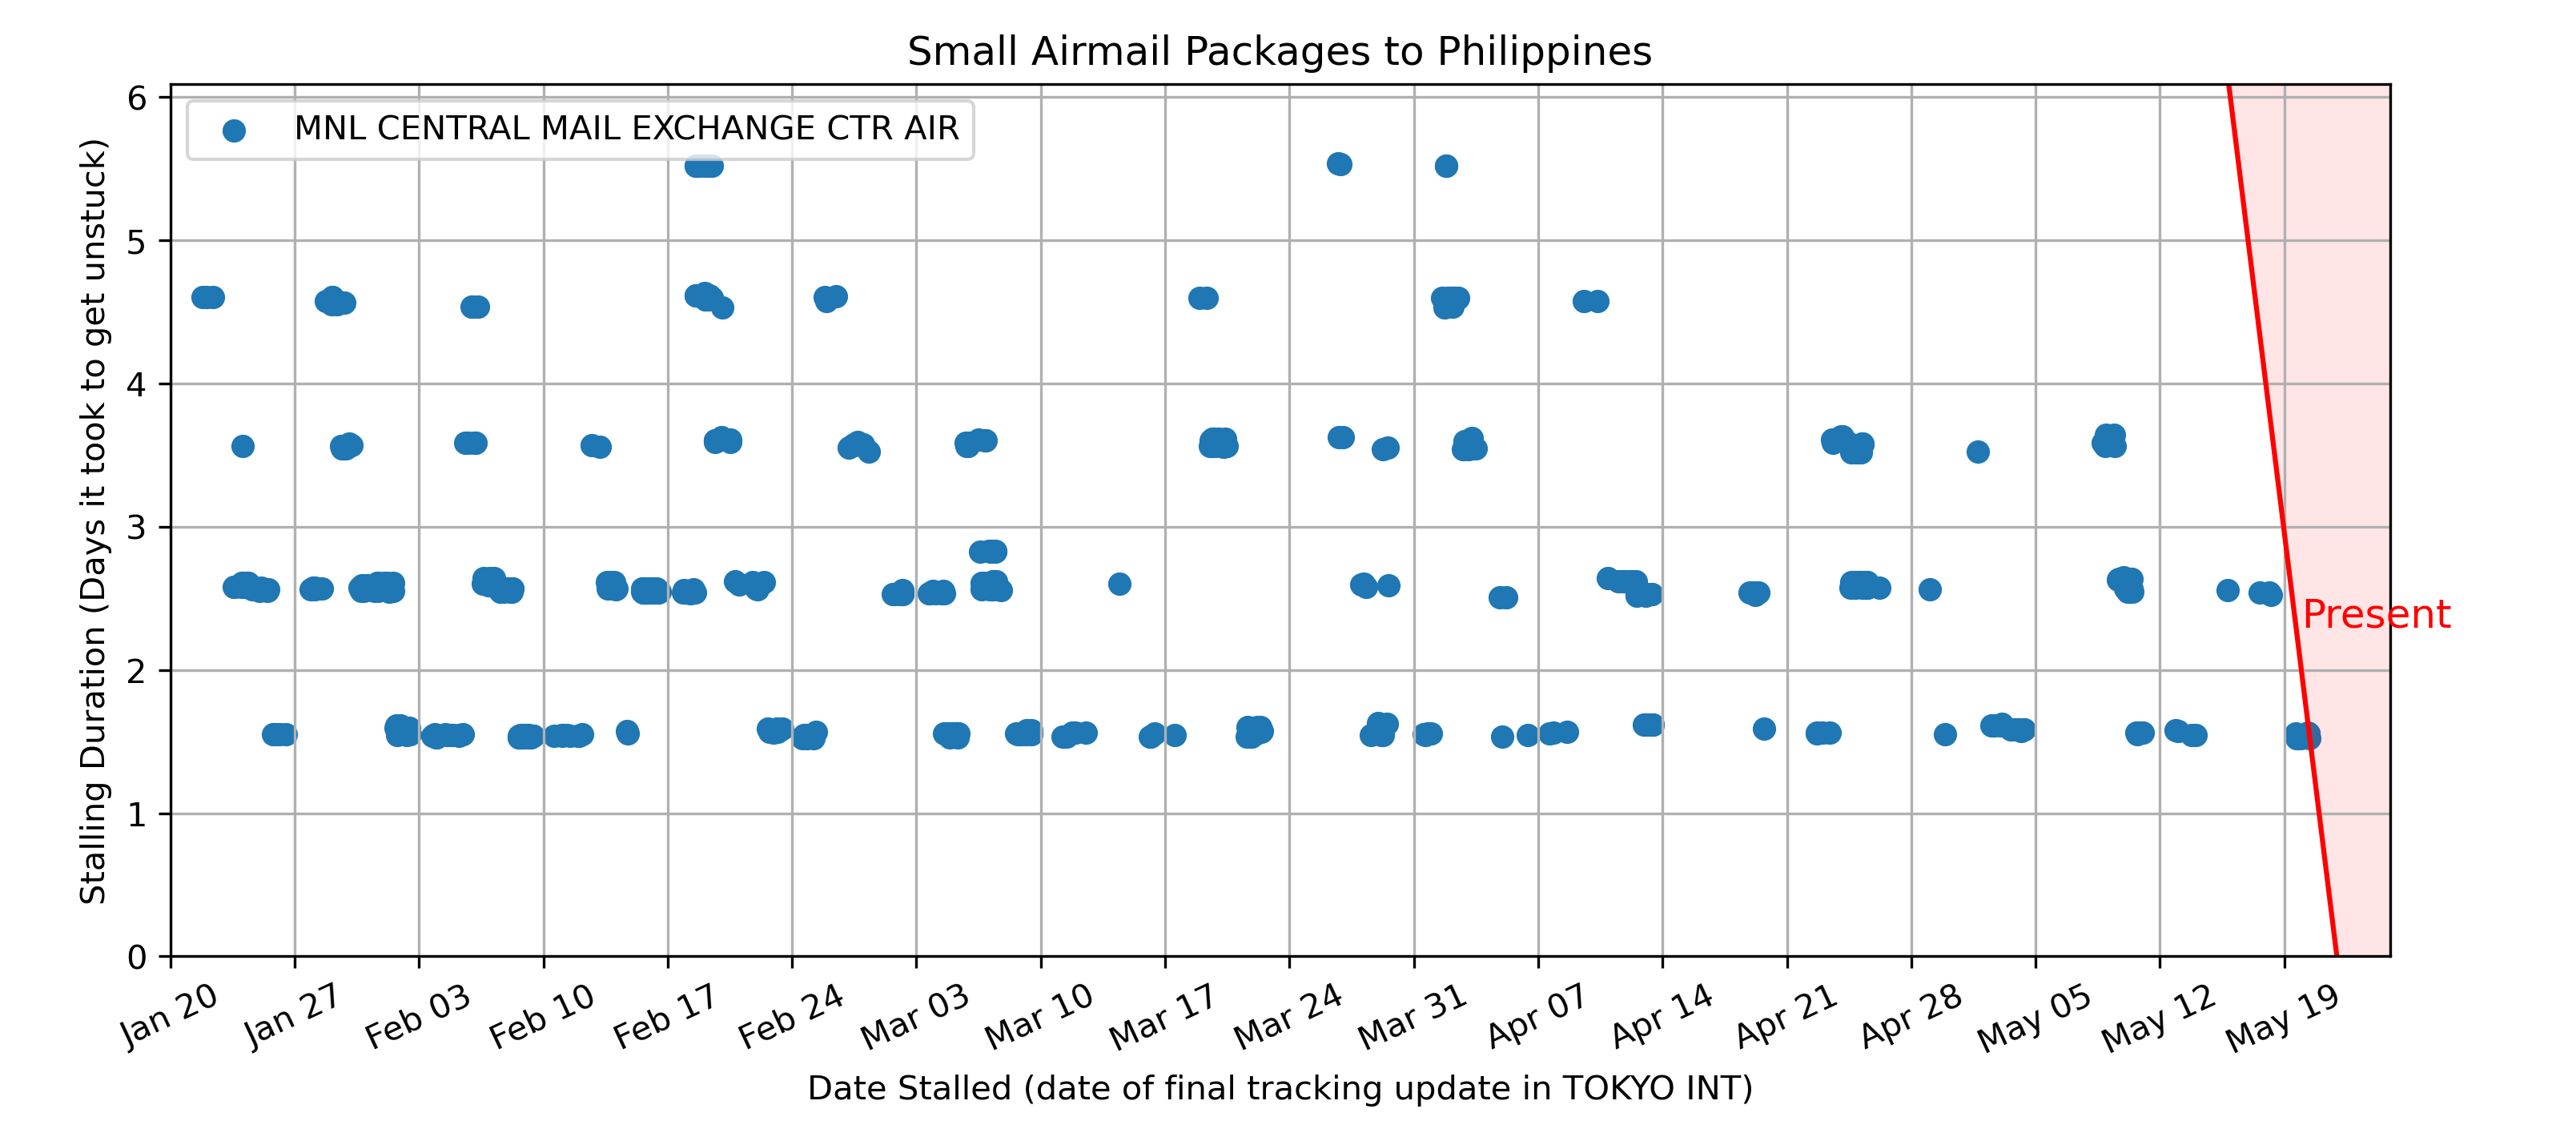 Small Airmail Packages to Philippines
MNL CENTRAL MAIL EXCHANGE CTR AIR
Stalling Duration (Days it took to get unstuck)
6
5
4
3
2
1
0
Present
Jan 20
Jan 27
Feb 03
Feb 10
Feb 17
Feb 24
Mar 03
Mar 10
Mar 17
Mar 24
Mar 31
Apr 07
Apr 14
Apr 21
Apr 28
May 05
May 12
May 19
Date Stalled (date of final tracking update in TOKYO INT)